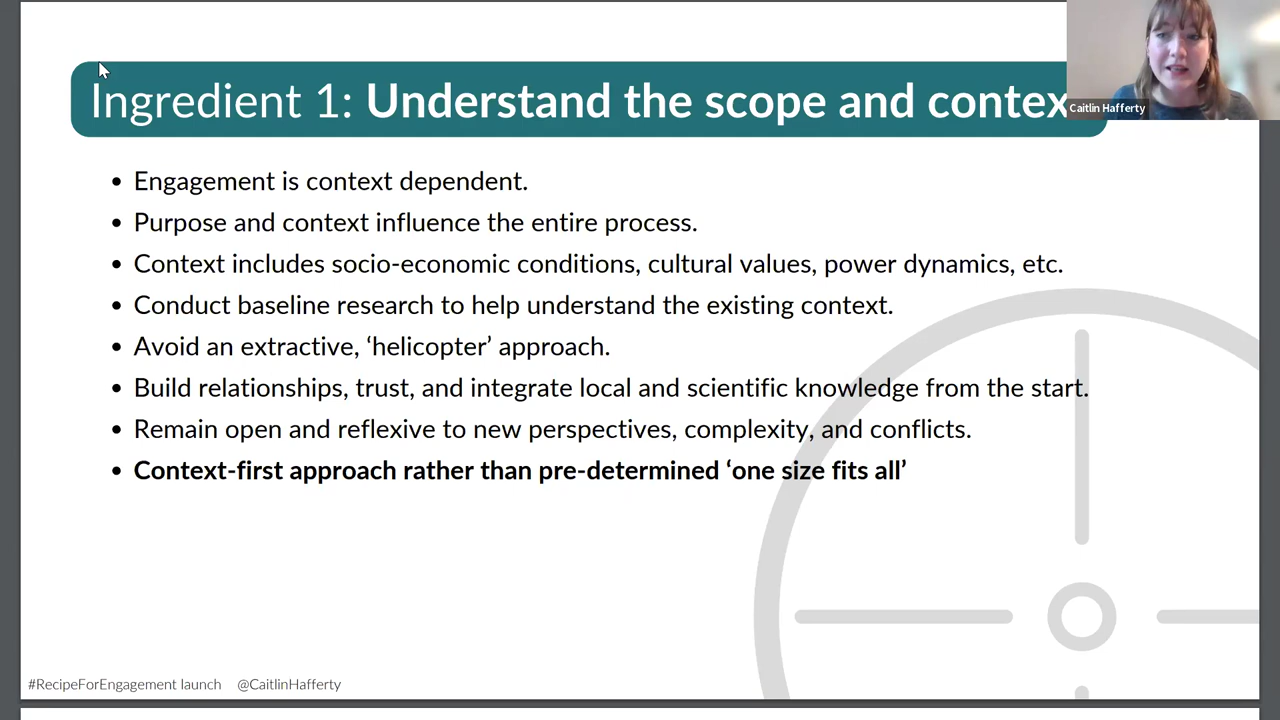 Ingredient 1: Understand the scope and contex
Caitlin Hafferty
• Engagement is context dependent.
• Purpose and context influence the entire process.
• Context includes socio-economic conditions, cultural values, power dynamics, etc.
• Conduct baseline research to help understand the existing context.
• Avoid an extractive, ‘helicopter’ approach.
• Build relationships, trust, and integrate local and scientific knowledge from the start.
• Remain open and reflexive to new perspectives, complexity, and conflicts.
• Context-first approach rather than pre-determined ‘one size fits all’
#RecipeForEngagement launch @CaitlinHafferty